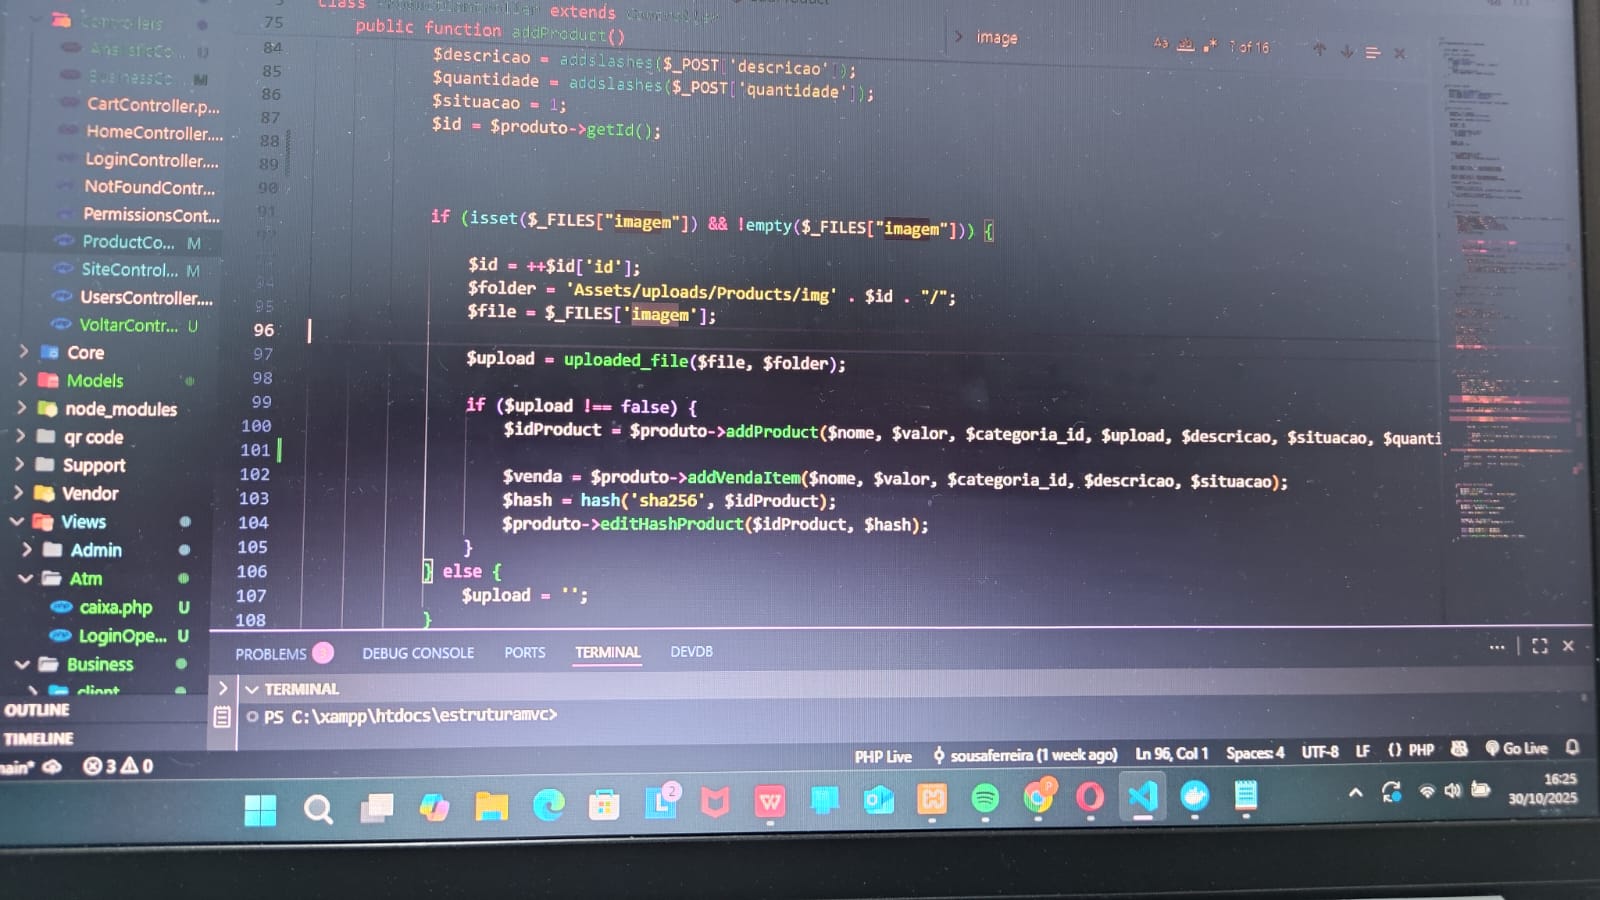 class extends
public function addProduct()
image
Aa ab .* ? of 16
75
84 $descricao = addslashes($_POST['descricao']);
85 $quantidade = addslashes($_POST['quantidade']);
86 $situacao = 1;
87 $id = $produto->getId();
88
89
90
91 if (isset($_FILES["imagem"]) && !empty($_FILES["imagem"])) {
$id = ++$id['id'];
$folder = 'Assets/uploads/Products/img' . $id . "/";
95 $file = $_FILES['imagem'];
96
97 $upload = uploaded_file($file, $folder);
98
99 if ($upload !== false) {
100 $idProduct = $produto->addProduct($nome, $valor, $categoria_id, $upload, $descricao, $situacao, $quanti
101
102 $venda = $produto->addVendaItem($nome, $valor, $categoria_id, $descricao, $situacao);
103 $hash = hash('sha256', $idProduct);
104 $produto->editHashProduct($idProduct, $hash);
105 }
106 } else {
107 $upload = '';
108 }
Controllers
BusinessCo... M
CartController.p...
HomeController....
LoginController....
NotFoundContr...
PermissionsCont...
ProductCo... M
SiteControl... M
UsersController....
VoltarContr... U
Core
Models
node_modules
qr code
Support
Vendor
Views
Admin
Atm
caixa.php U
LoginOpe... U
Business
client
OUTLINE
TIMELINE
PROBLEMS 3 DEBUG CONSOLE PORTS TERMINAL DEVDB
TERMINAL
PS C:\xampp\htdocs\estruturamvc>
main* 3 0
PHP Live sousaferreira (1 week ago) Ln 96, Col 1 Spaces: 4 UTF-8 LF {} PHP Go Live
2
16:25
30/10/2025